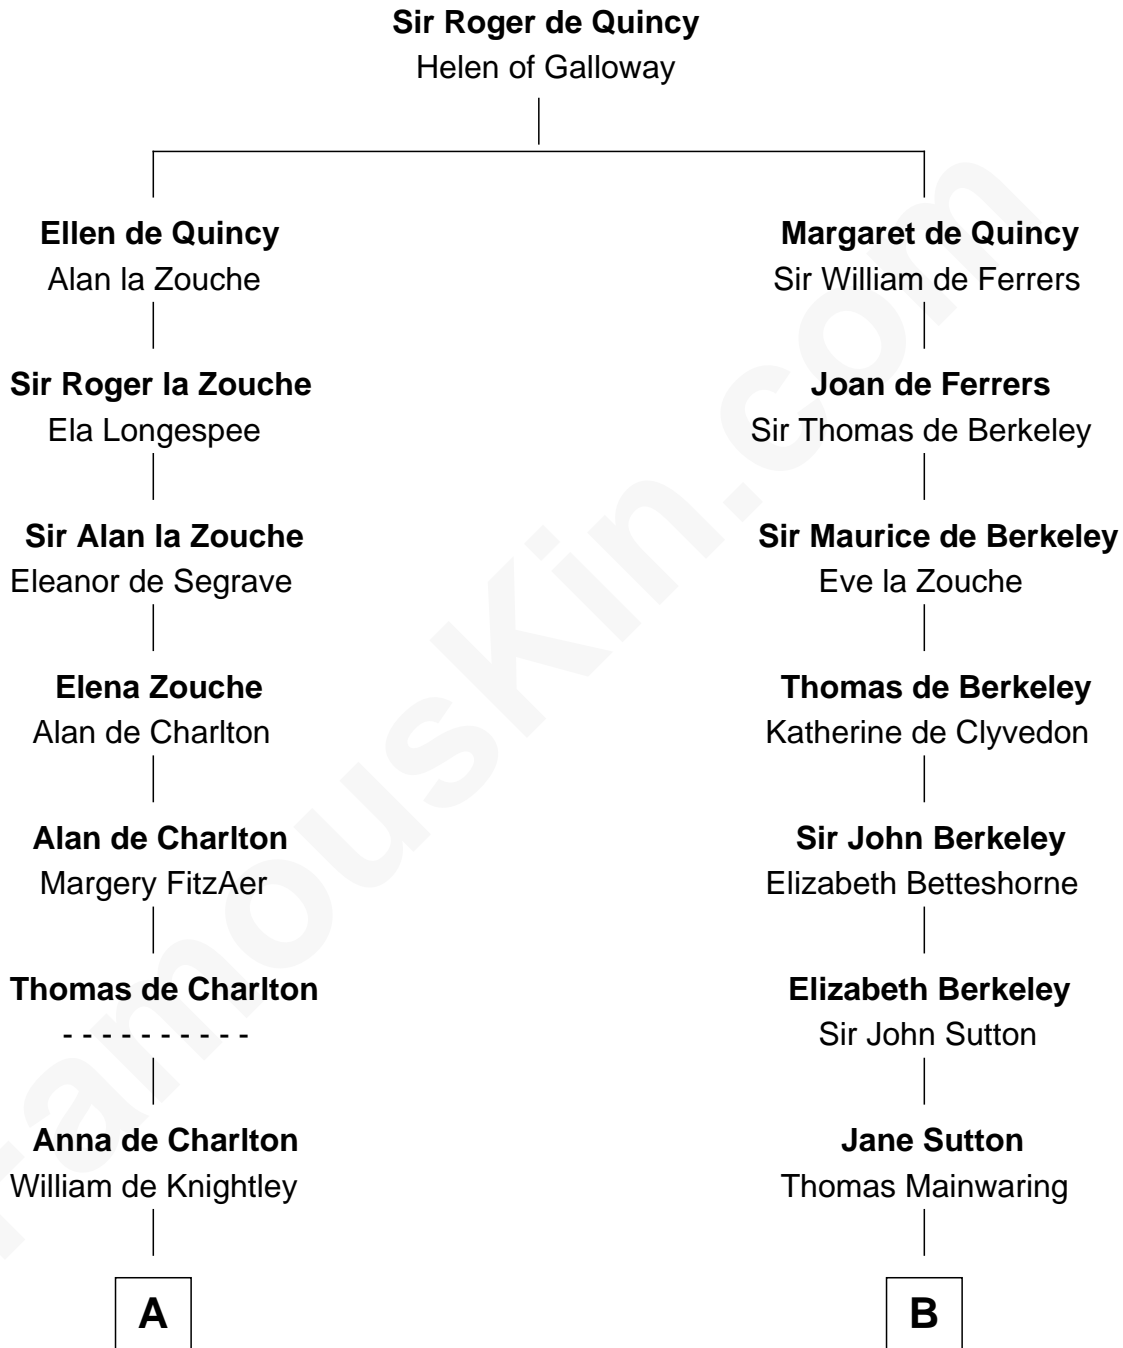 Sir Roger de Quincy
Helen of Galloway
Ellen de Quincy
Alan la Zouche
Margaret de Quincy
Sir William de Ferrers
Sir Roger la Zouche
Ela Longespee
Joan de Ferrers
Sir Thomas de Berkeley
Sir Alan la Zouche
Eleanor de Segrave
Sir Maurice de Berkeley
Eve la Zouche
Elena Zouche
Alan de Charlton
Thomas de Berkeley
Katherine de Clyvedon
Alan de Charlton
Margery FitzAer
Sir John Berkeley
Elizabeth Betteshorne
Thomas de Charlton
- - - - - - - - - -
Elizabeth Berkeley
Sir John Sutton
Anna de Charlton
William de Knightley
Jane Sutton
Thomas Mainwaring
A
B
FamousKin.com